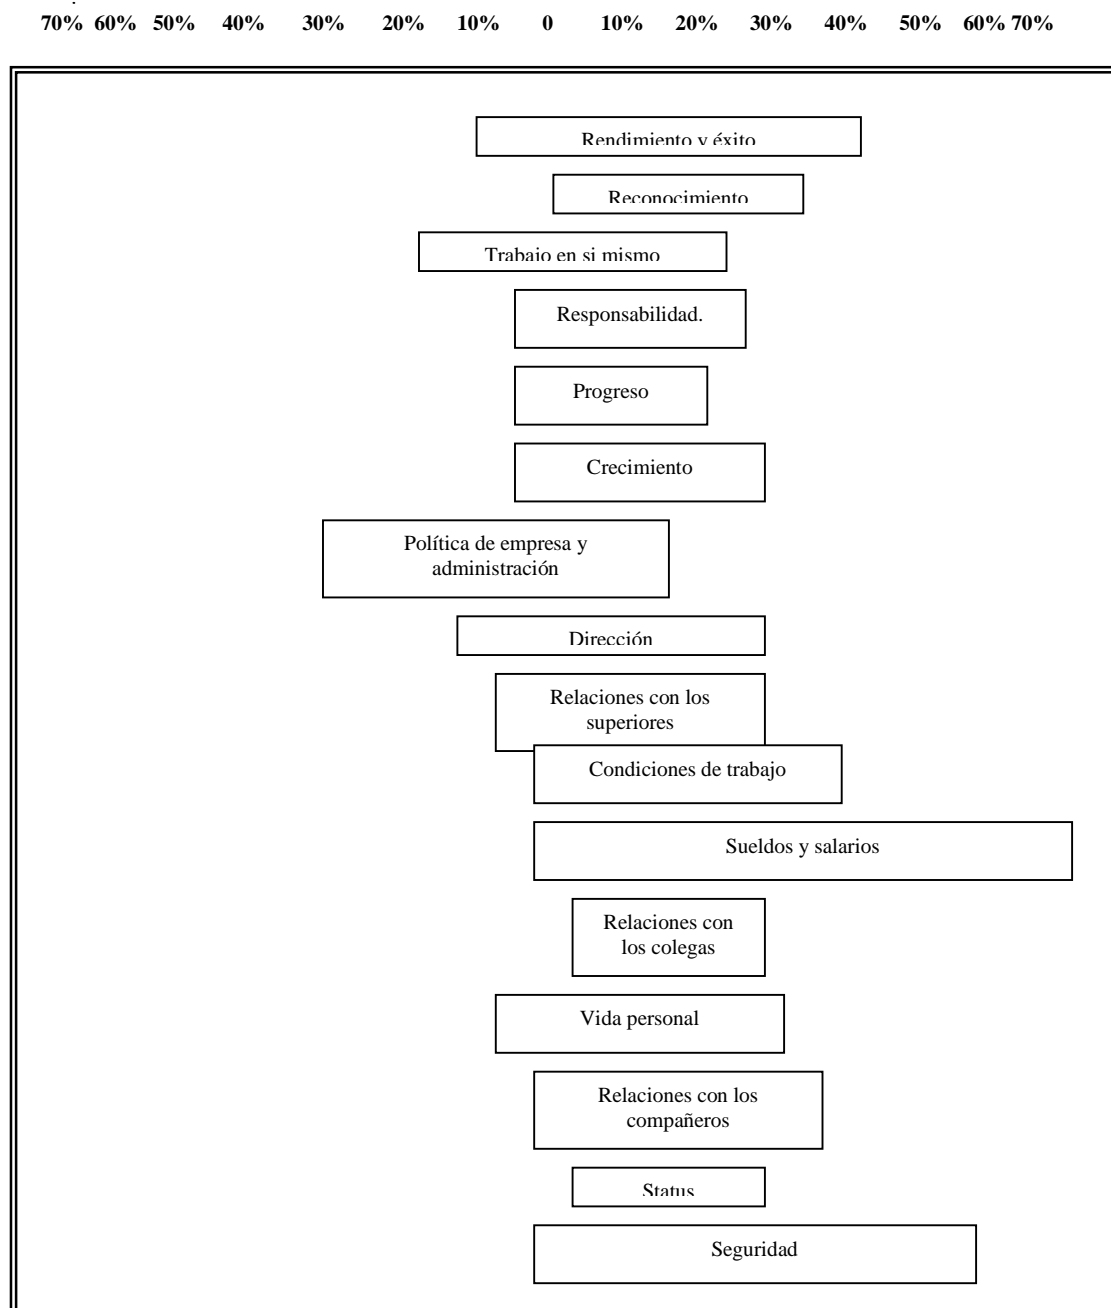 70% 60% 50% 40% 30% 20% 10% 0 10% 20% 30% 40% 50% 60% 70%
Rendimiento y éxito
Reconocimiento
Trabajo en si mismo
Responsabilidad.
Progreso
Crecimiento
Política de empresa y
administración
Dirección
Relaciones con los
superiores
Condiciones de trabajo
Sueldos y salarios
Relaciones con
los colegas
Vida personal
Relaciones con los
compañeros
Status
Seguridad